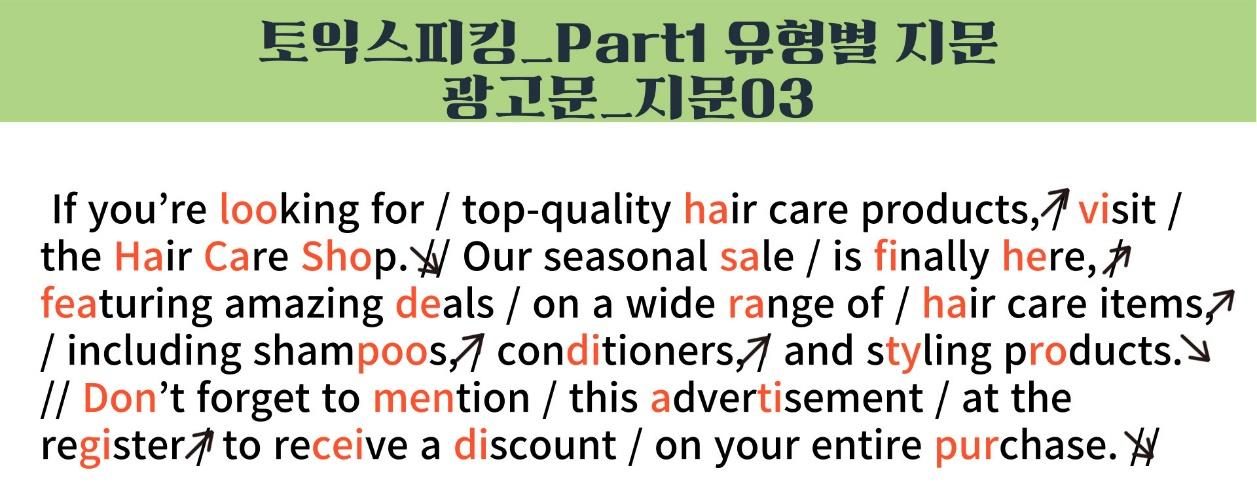 토익스피킹_Part1 유형별 지문
광고문_지문03
If you’re looking for / top-quality hair care products,↗/ visit /
the Hair Care Shop.↘// Our seasonal sale / is finally here,↗/
featuring amazing deals / on a wide range of / hair care items,↗
/ including shampoos,↗/ conditioners,↗/ and styling products.↘
// Don’t forget to mention / this advertisement / at the
register↗/ to receive a discount / on your entire purchase. ↘//